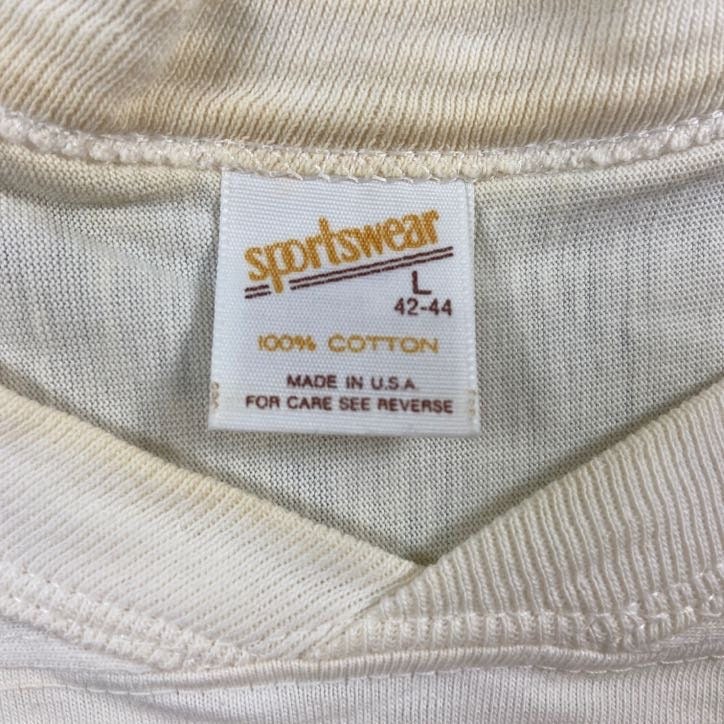 sportswear
L
42-44
100% COTTON
MADE IN U.S.A.
FOR CARE SEE REVERSE